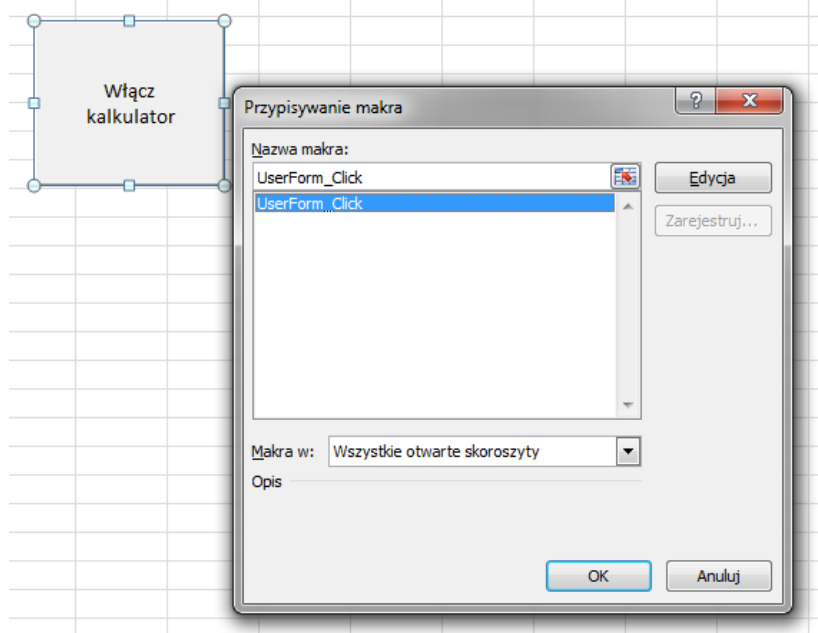 Włącz
kalkulator
Przypisywanie makra
Nazwa makra:
UserForm_Click
Edycja
UserForm_Click
Zarejestruj...
Makra w:
Wszystkie otwarte skoroszyty
Opis
OK
Anuluj